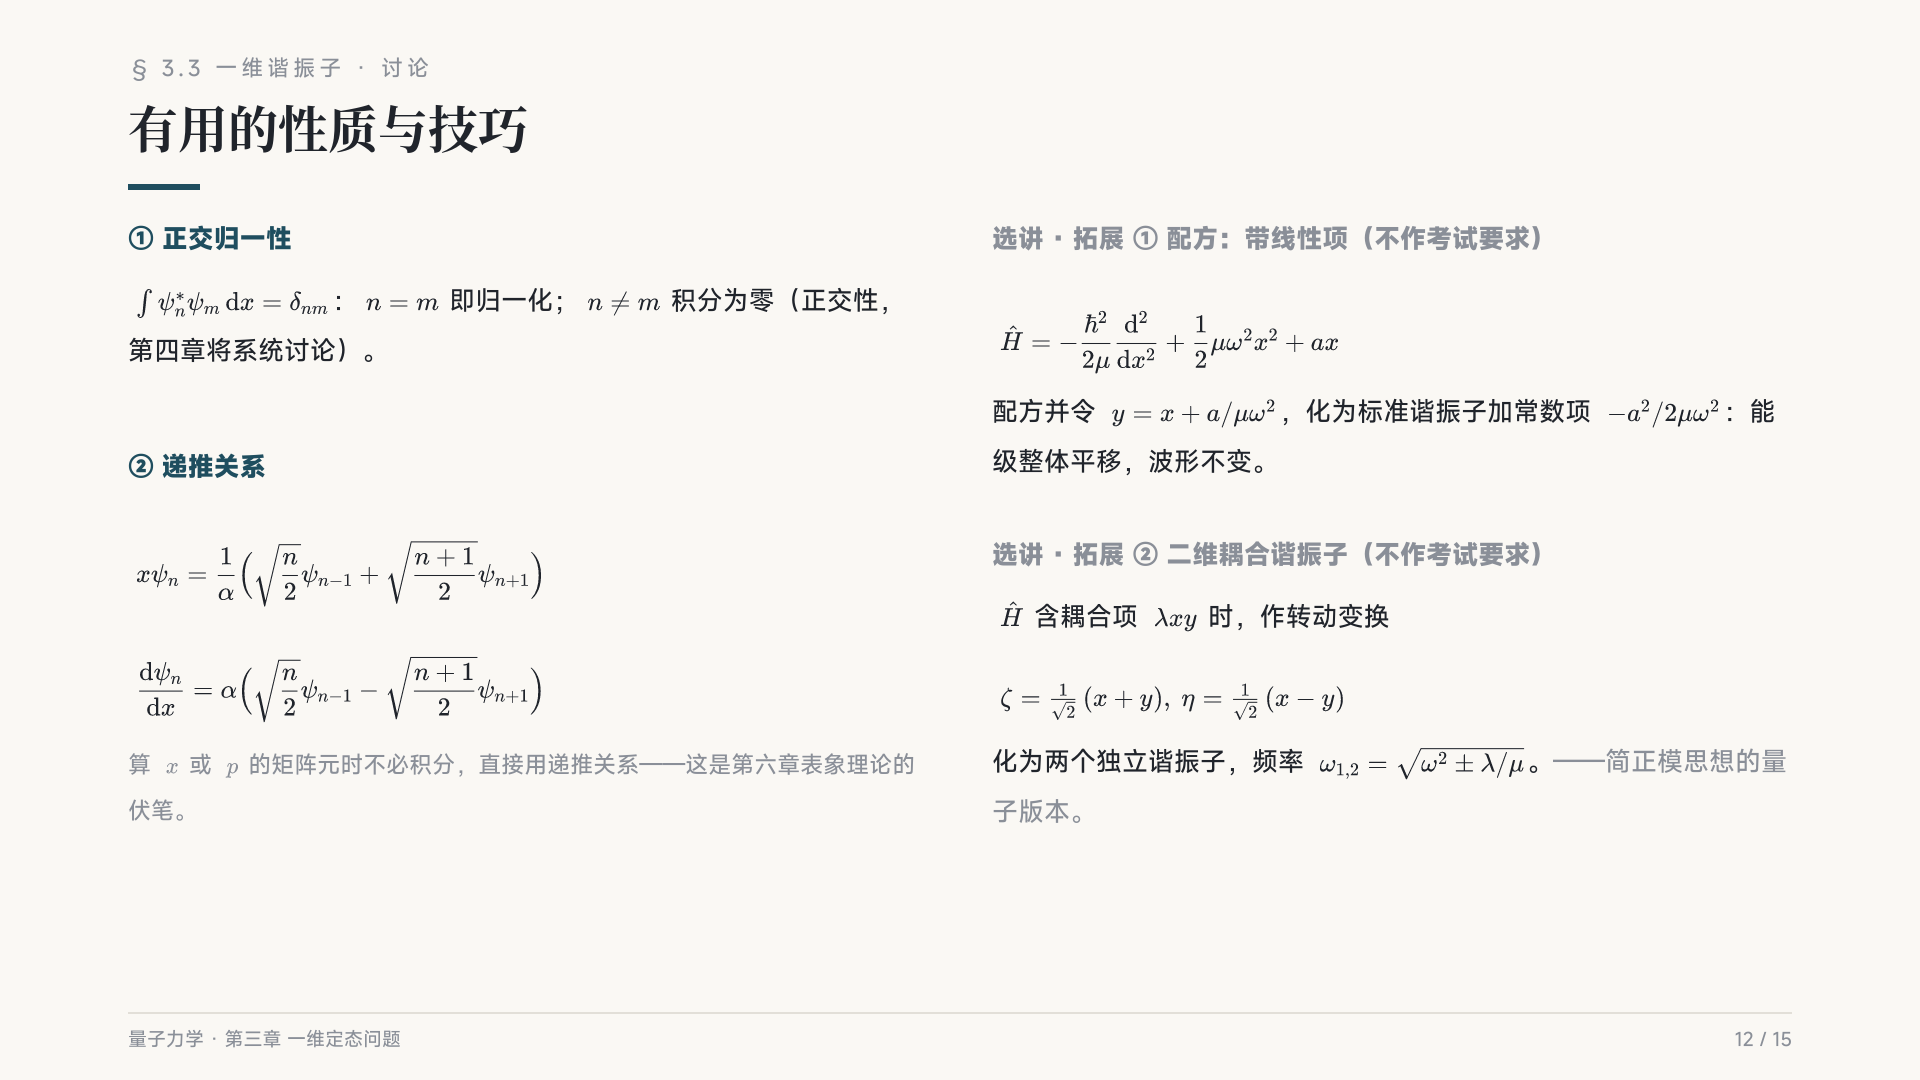 § 3.3 一维谐振子 · 讨论
有用的性质与技巧
① 正交归一性
∫ψₙ*ψₘ dx = δₙₘ： n = m 即归一化； n ≠ m 积分为零（正交性，
第四章将系统讨论）。
② 递推关系
xψₙ = 1/α (√(n/2) ψₙ₋₁ + √((n+1)/2) ψₙ₊₁)
dψₙ/dx = α(√(n/2) ψₙ₋₁ − √((n+1)/2) ψₙ₊₁)
算 x 或 p 的矩阵元时不必积分，直接用递推关系——这是第六章表象理论的
伏笔。
选讲 · 拓展 ① 配方：带线性项（不作考试要求）
Ĥ = −ħ²/2μ d²/dx² + 1/2 μω²x² + ax
配方并令 y = x + a/μω²，化为标准谐振子加常数项 −a²/2μω²：能
级整体平移，波形不变。
选讲 · 拓展 ② 二维耦合谐振子（不作考试要求）
Ĥ 含耦合项 λxy 时，作转动变换
ζ = 1/√2 (x + y), η = 1/√2 (x − y)
化为两个独立谐振子，频率 ω₁,₂ = √(ω² ± λ/μ)。——简正模思想的量
子版本。
量子力学 · 第三章 一维定态问题
12 / 15